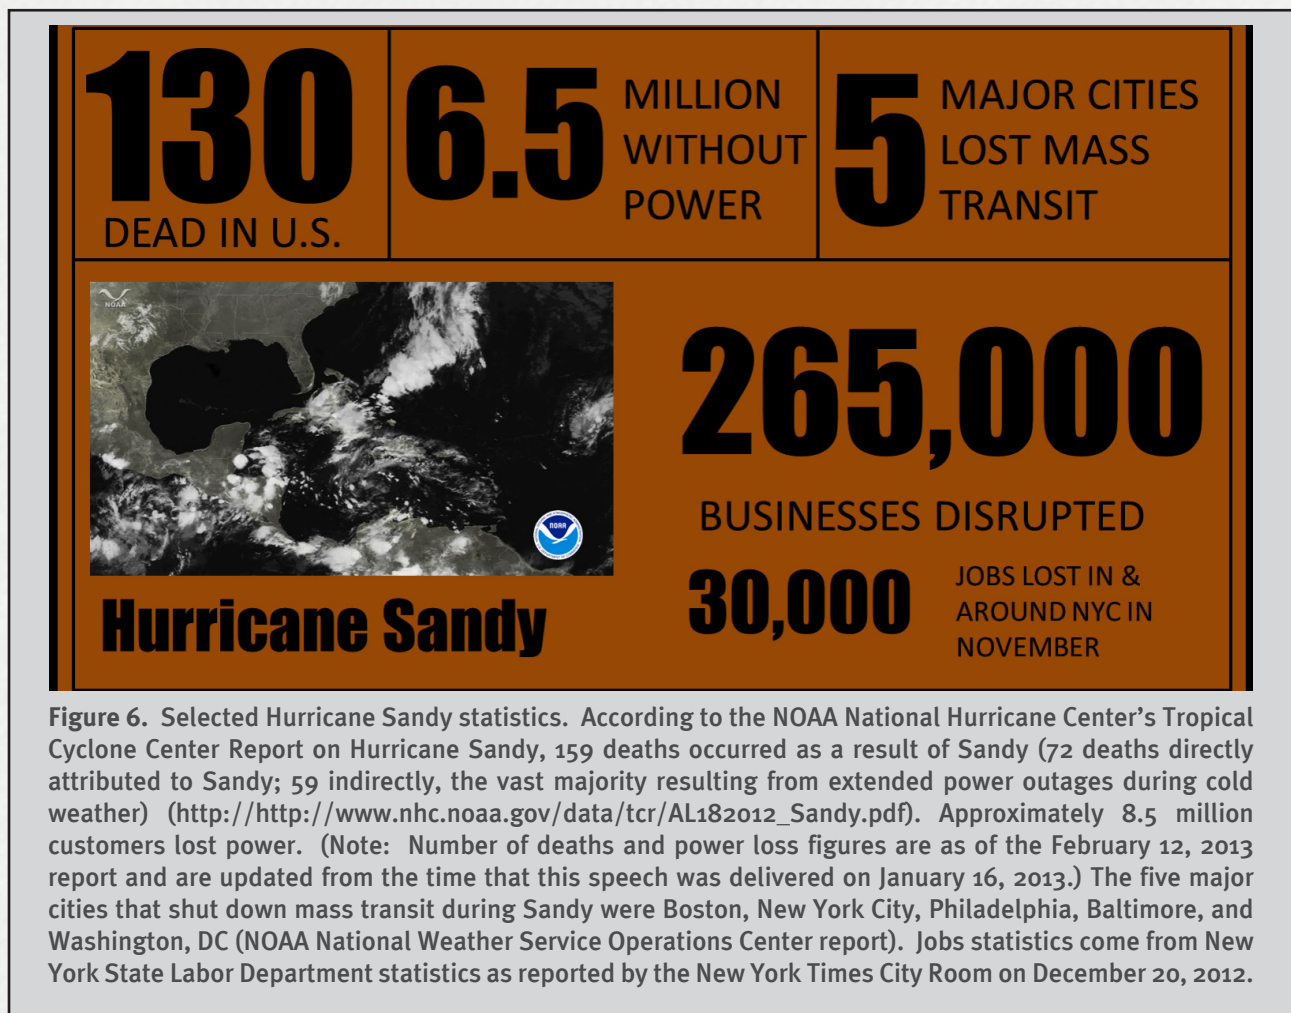 130
DEAD IN U.S.
6.5
MILLION
WITHOUT
POWER
5
MAJOR CITIES
LOST MASS
TRANSIT
NOAA
NOAA
Hurricane Sandy
265,000
BUSINESSES DISRUPTED
30,000
JOBS LOST IN &
AROUND NYC IN
NOVEMBER
Figure 6. Selected Hurricane Sandy statistics. According to the NOAA National Hurricane Center's Tropical
Cyclone Center Report on Hurricane Sandy, 159 deaths occurred as a result of Sandy (72 deaths directly
attributed to Sandy; 59 indirectly, the vast majority resulting from extended power outages during cold
weather) (http://http://www.nhc.noaa.gov/data/tcr/AL182012_Sandy.pdf). Approximately 8.5 million
customers lost power. (Note: Number of deaths and power loss figures are as of the February 12, 2013
report and are updated from the time that this speech was delivered on January 16, 2013.) The five major
cities that shut down mass transit during Sandy were Boston, New York City, Philadelphia, Baltimore, and
Washington, DC (NOAA National Weather Service Operations Center report). Jobs statistics come from New
York State Labor Department statistics as reported by the New York Times City Room on December 20, 2012.